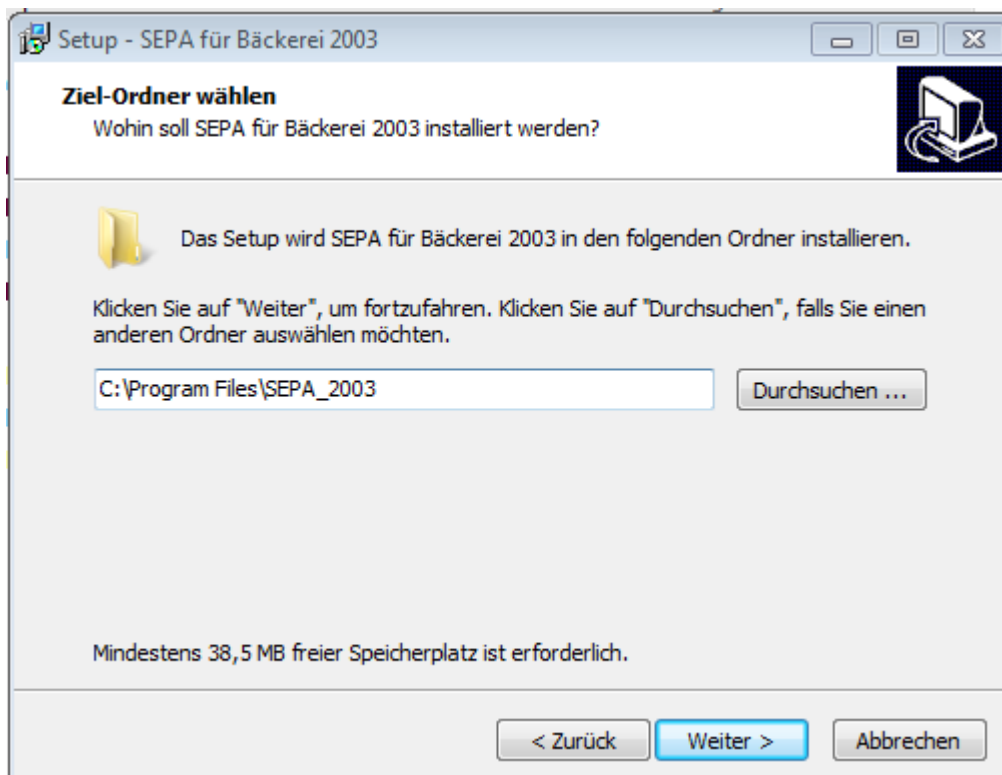 Setup - SEPA für Bäckerei 2003
Ziel-Ordner wählen
Wohin soll SEPA für Bäckerei 2003 installiert werden?
Das Setup wird SEPA für Bäckerei 2003 in den folgenden Ordner installieren.
Klicken Sie auf "Weiter", um fortzufahren. Klicken Sie auf "Durchsuchen", falls Sie einen
anderen Ordner auswählen möchten.
C:\Program Files\SEPA_2003
Durchsuchen ...
Mindestens 38,5 MB freier Speicherplatz ist erforderlich.
< Zurück
Weiter >
Abbrechen